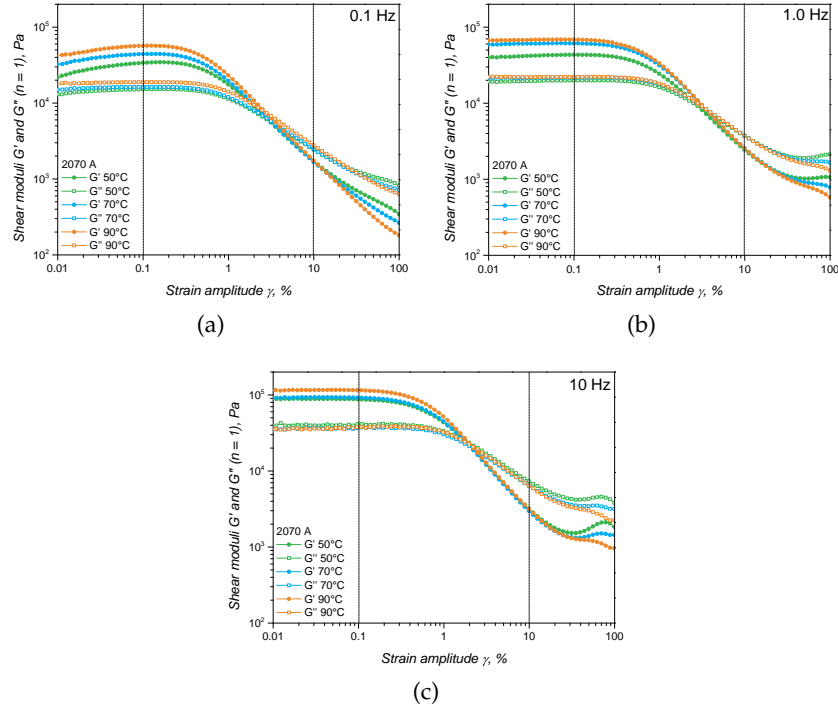 0.1 Hz
10⁵
10⁴
10³
10²
Shear moduli G' and G'' (n = 1), Pa
2070 A
G' 50°C
G'' 50°C
G' 70°C
G'' 70°C
G' 90°C
G'' 90°C
0.01 0.1 1 10 100
Strain amplitude γ, %
(a)
1.0 Hz
10⁵
10⁴
10³
10²
Shear moduli G' and G'' (n = 1), Pa
2070 A
G' 50°C
G'' 50°C
G' 70°C
G'' 70°C
G' 90°C
G'' 90°C
0.01 0.1 1 10 100
Strain amplitude γ, %
(b)
10 Hz
10⁵
10⁴
10³
10²
Shear moduli G' and G'' (n = 1), Pa
2070 A
G' 50°C
G'' 50°C
G' 70°C
G'' 70°C
G' 90°C
G'' 90°C
0.01 0.1 1 10 100
Strain amplitude γ, %
(c)